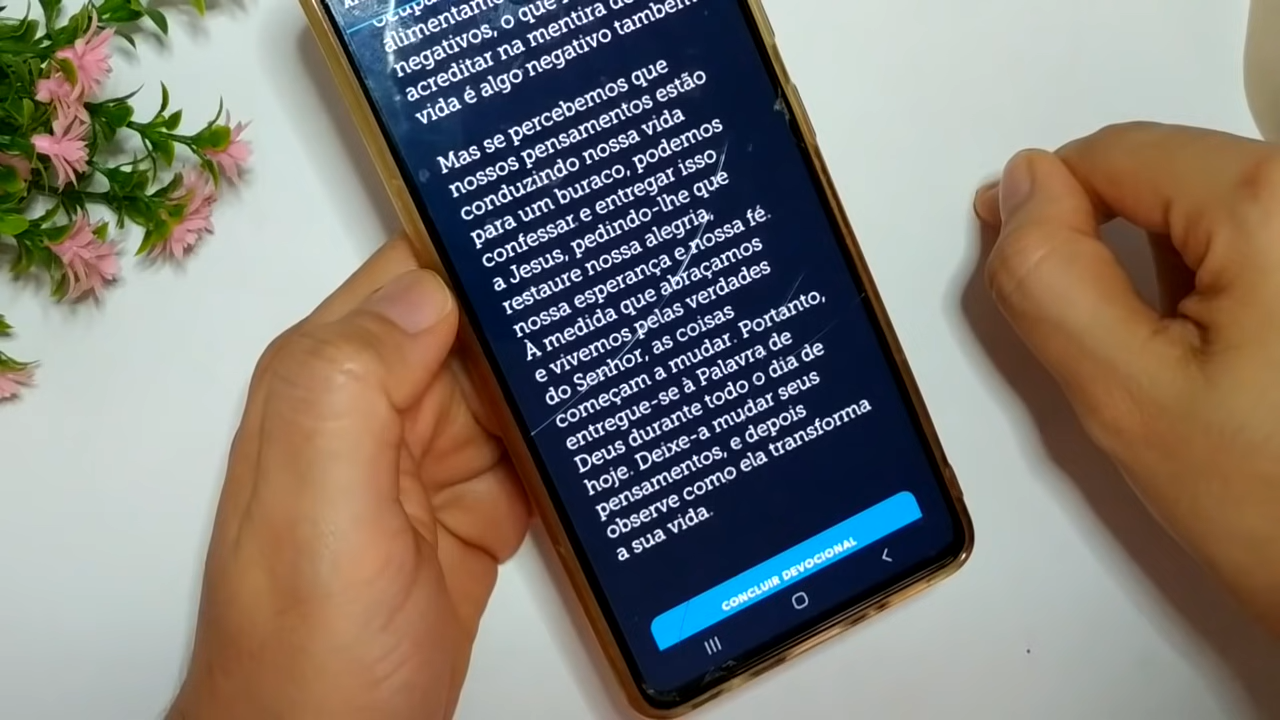 alimentamo
negativos, o que
acreditar na mentira de
vida é algo negativo também
Mas se percebemos que
nossos pensamentos estão
conduzindo nossa vida
para um buraco, podemos
confessar e entregar isso
a Jesus, pedindo-lhe que
restaure nossa alegria,
nossa esperança e nossa fé.
À medida que abraçamos
e vivemos pelas verdades
do Senhor, as coisas
começam a mudar. Portanto,
entregue-se à Palavra de
Deus durante todo o dia de
hoje. Deixe-a mudar seus
pensamentos, e depois
observe como ela transforma
a sua vida.
CONCLUIR DEVOCIONAL